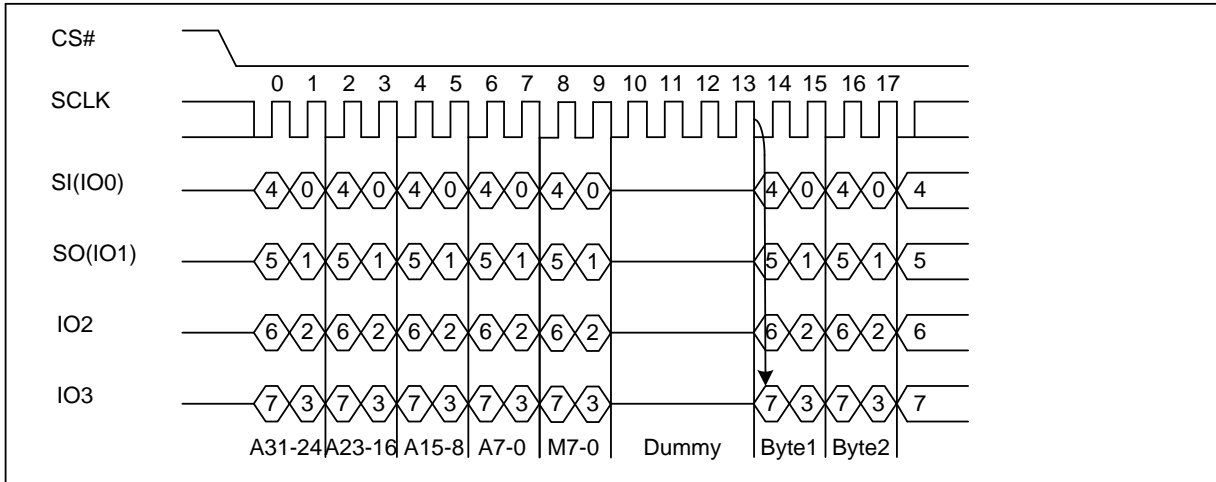 CS#
0 1 2 3 4 5 6 7 8 9 10 11 12 13 14 15 16 17
SCLK
SI(IO0) 4 0 4 0 4 0 4 0 4 0 4 0 4 0 4
SO(IO1) 5 1 5 1 5 1 5 1 5 1 5 1 5 1 5
IO2 6 2 6 2 6 2 6 2 6 2 6 2 6 2 6
IO3 7 3 7 3 7 3 7 3 7 3 7 3 7 3 7
A31-24 A23-16 A15-8 A7-0 M7-0 Dummy Byte1 Byte2